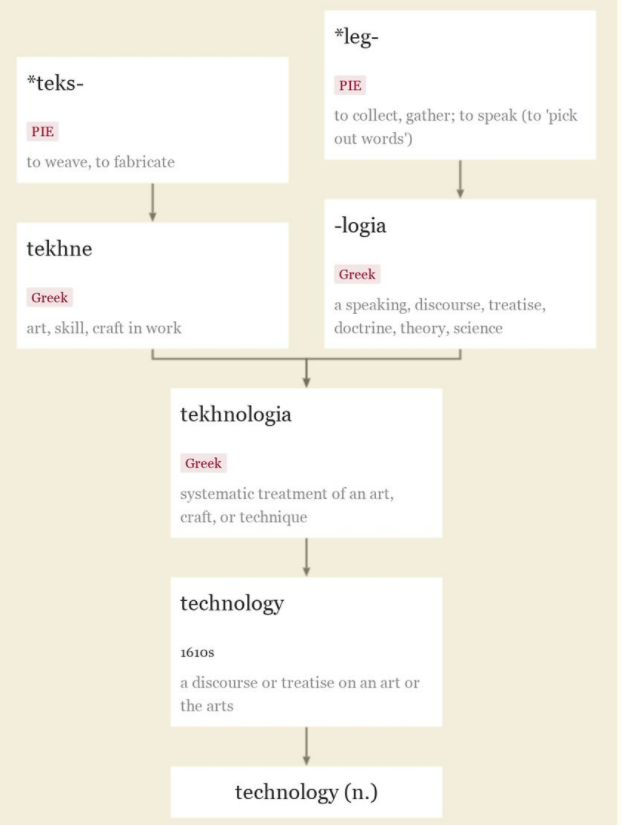 *teks-
PIE
to weave, to fabricate
*leg-
PIE
to collect, gather; to speak (to 'pick
out words')
tekhne
Greek
art, skill, craft in work
-logia
Greek
a speaking, discourse, treatise,
doctrine, theory, science
tekhnologia
Greek
systematic treatment of an art,
craft, or technique
technology
1610s
a discourse or treatise on an art or
the arts
technology (n.)